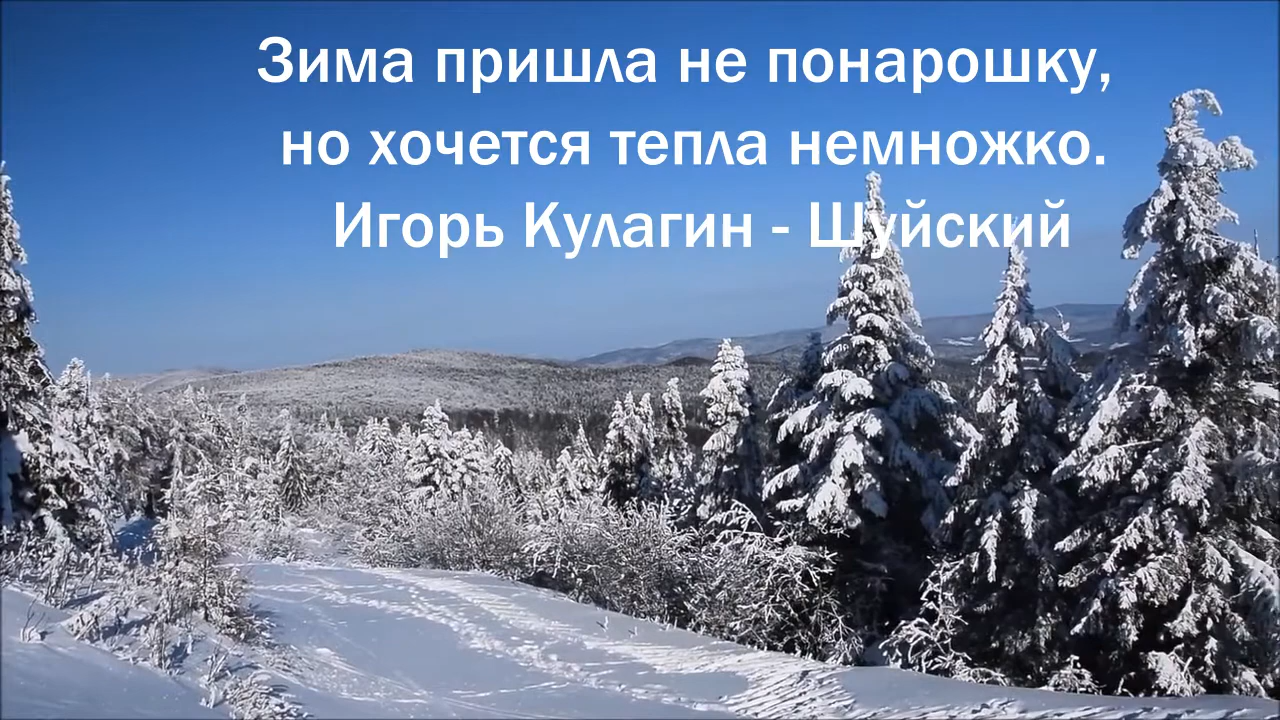 Зима пришла не понарошку,
но хочется тепла немножко.
Игорь Кулагин - Шуйский